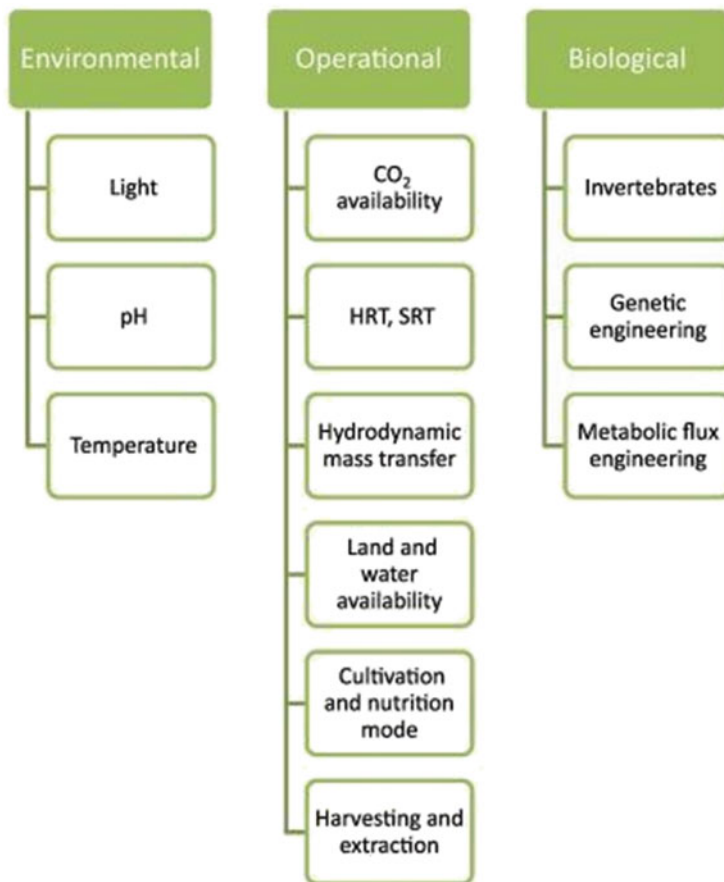 Environmental
Light
pH
Temperature
Operational
CO₂
availability
HRT, SRT
Hydrodynamic
mass transfer
Land and
water
availability
Cultivation
and nutrition
mode
Harvesting and
extraction
Biological
Invertebrates
Genetic
engineering
Metabolic flux
engineering